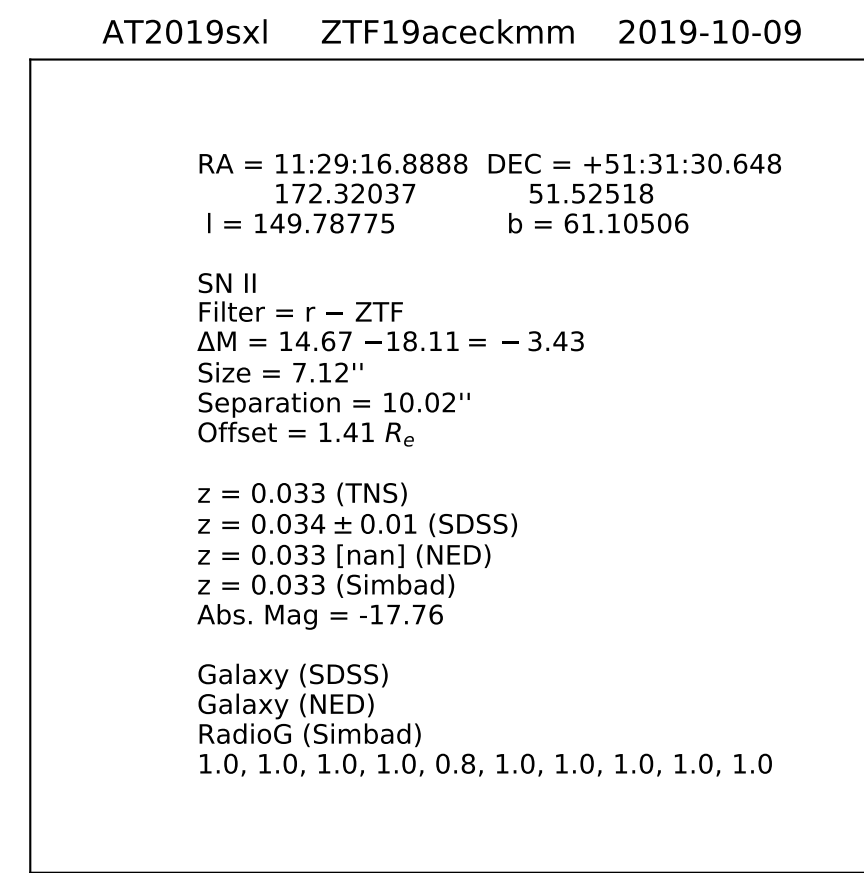 AT2019sxl ZTF19aceckmm 2019-10-09
RA = 11:29:16.8888 DEC = +51:31:30.648
172.32037 51.52518
l = 149.78775 b = 61.10506
SN II
Filter = r − ZTF
ΔM = 14.67 −18.11 = − 3.43
Size = 7.12''
Separation = 10.02''
Offset = 1.41 Re
z = 0.033 (TNS)
z = 0.034 ± 0.01 (SDSS)
z = 0.033 [nan] (NED)
z = 0.033 (Simbad)
Abs. Mag = -17.76
Galaxy (SDSS)
Galaxy (NED)
RadioG (Simbad)
1.0, 1.0, 1.0, 1.0, 0.8, 1.0, 1.0, 1.0, 1.0, 1.0